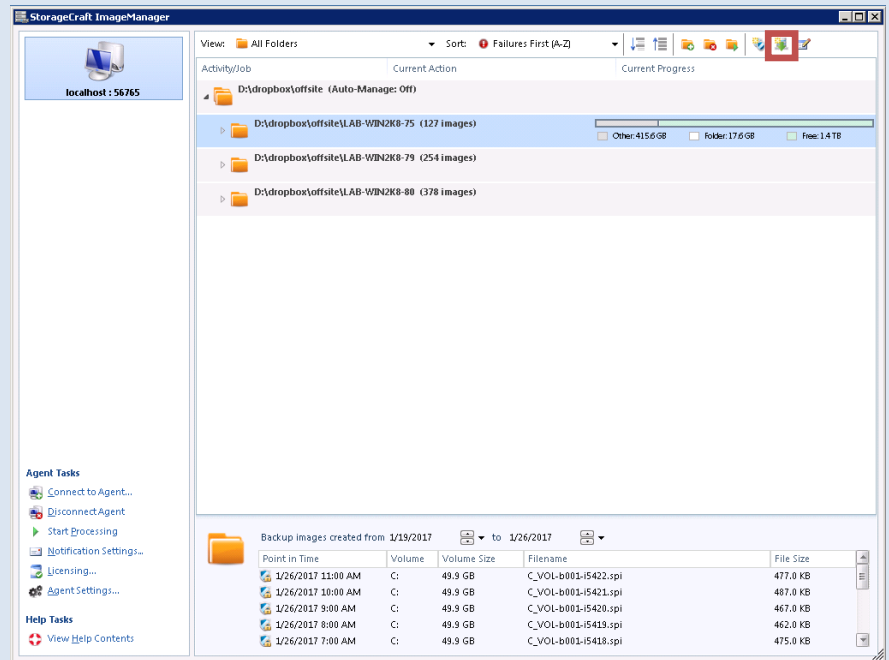 StorageCraft ImageManager
localhost : 56765
View: All Folders Sort: Failures First (A-Z)
Activity/Job Current Action Current Progress
D:\dropbox\offsite (Auto-Manage: Off)
D:\dropbox\offsite\LAB-WIN2K8-75 (127 images)
Other: 415.6 GB Folder: 17.6 GB Free: 1.4 TB
D:\dropbox\offsite\LAB-WIN2K8-79 (254 images)
D:\dropbox\offsite\LAB-WIN2K8-80 (378 images)
Agent Tasks
Connect to Agent...
Disconnect Agent
Start Processing
Notification Settings...
Licensing...
Agent Settings...
Help Tasks
View Help Contents
Backup images created from 1/19/2017 to 1/26/2017
Point in Time Volume Volume Size Filename File Size
1/26/2017 11:00 AM C: 49.9 GB C_VOL-b001-i5422.spi 477.0 KB
1/26/2017 10:00 AM C: 49.9 GB C_VOL-b001-i5421.spi 487.0 KB
1/26/2017 9:00 AM C: 49.9 GB C_VOL-b001-i5420.spi 467.0 KB
1/26/2017 8:00 AM C: 49.9 GB C_VOL-b001-i5419.spi 462.0 KB
1/26/2017 7:00 AM C: 49.9 GB C_VOL-b001-i5418.spi 475.0 KB